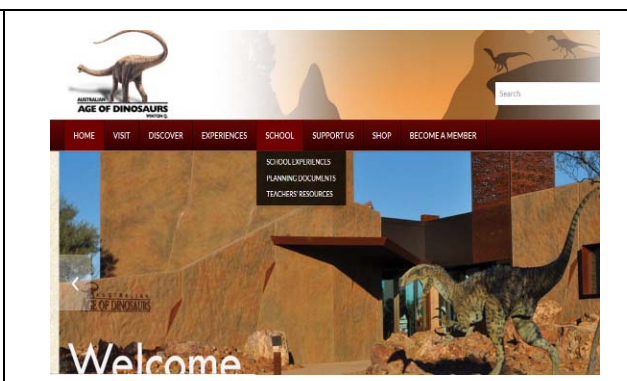 AUSTRALIAN
AGE OF DINOSAURS
WINTON Q.
Search
HOME VISIT DISCOVER EXPERIENCES SCHOOL SUPPORT US SHOP BECOME A MEMBER
SCHOOL EXPERIENCES
PLANNING DOCUMENTS
TEACHERS' RESOURCES
AUSTRALIAN
AGE OF DINOSAURS
Welcome